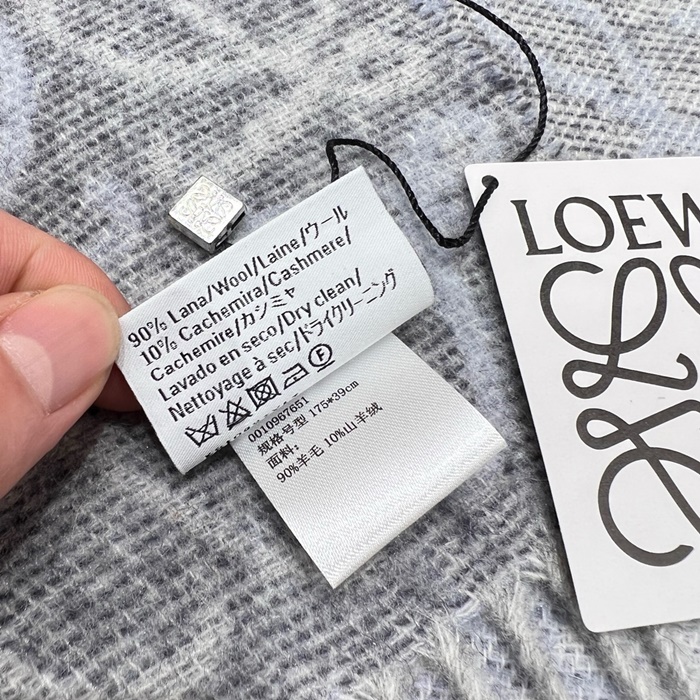 90% Lana/Wool/Laine/ウール
10% Cachemira/Cashmere/
Cachemire/カシミヤ
Lavado en seco/Dry clean/
Nettoyage à sec/ドライクリーニング
0010967651
规格号型 175*39cm
面料:
90%羊毛 10%山羊绒
LOEW